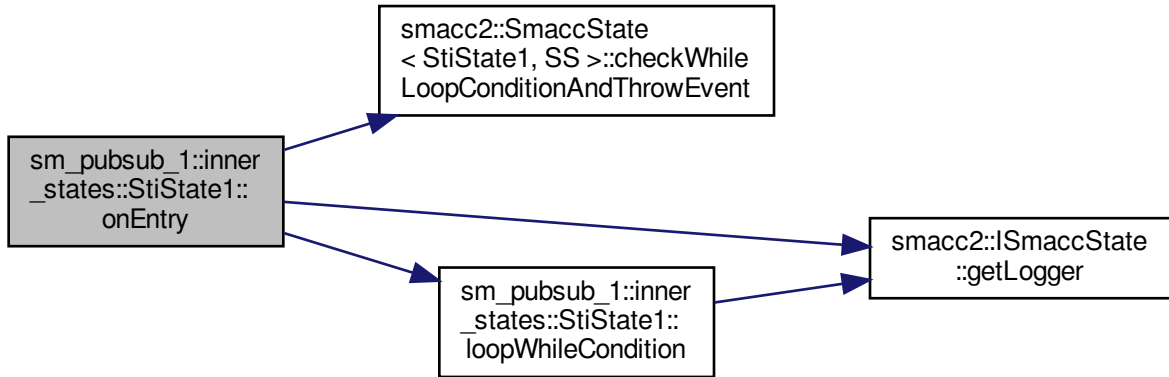 smacc2::SmaccState
< StiState1, SS >::checkWhile
LoopConditionAndThrowEvent
sm_pubsub_1::inner
_states::StiState1::
onEntry
smacc2::ISmaccState
::getLogger
sm_pubsub_1::inner
_states::StiState1::
loopWhileCondition